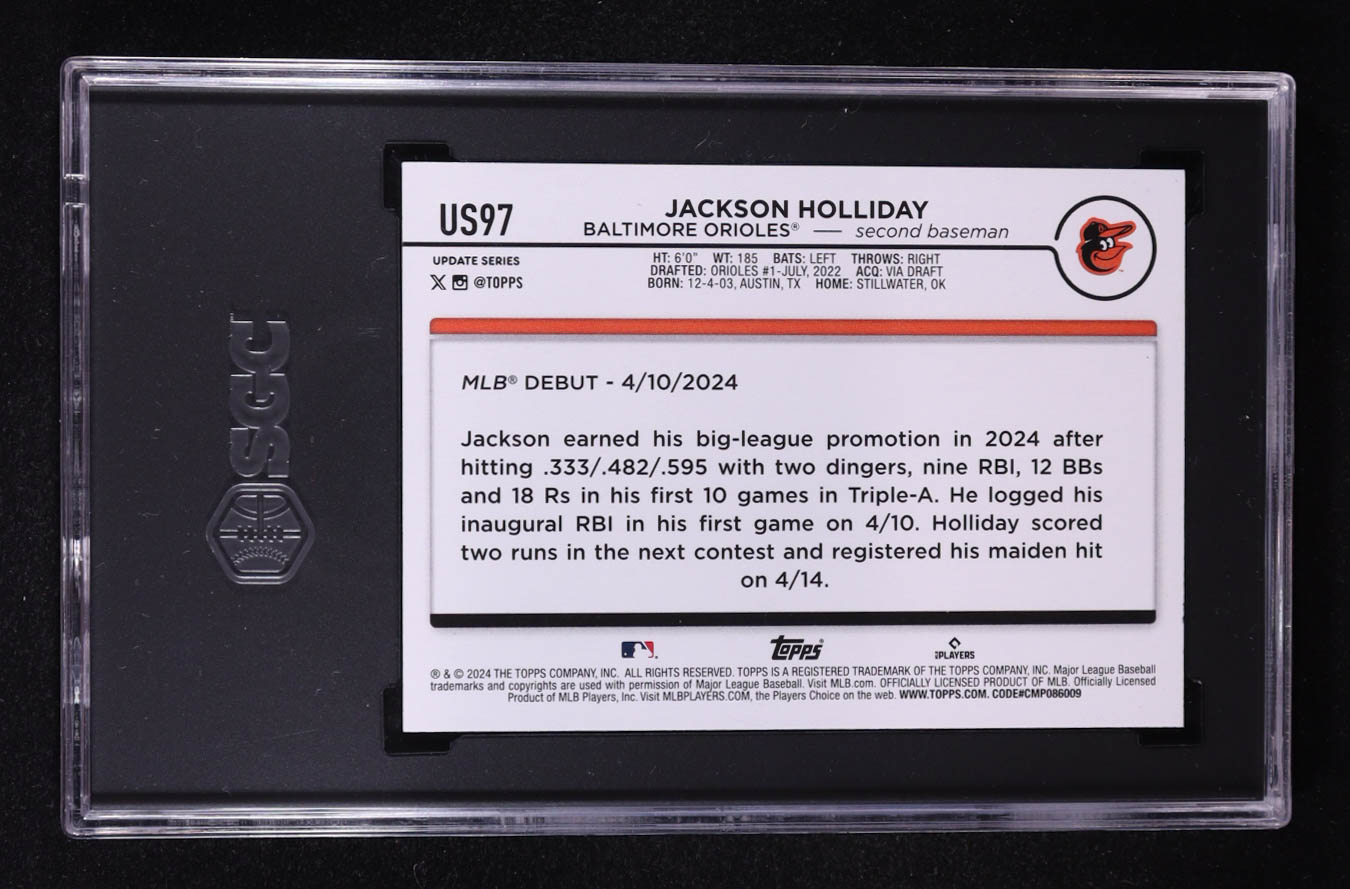 SGC
US97
JACKSON HOLLIDAY
BALTIMORE ORIOLES® — second baseman
UPDATE SERIES
@TOPPS
HT: 6'0" WT: 185 BATS: LEFT THROWS: RIGHT
DRAFTED: ORIOLES #1-JULY, 2022 ACQ: VIA DRAFT
BORN: 12-4-03, AUSTIN, TX HOME: STILLWATER, OK
MLB® DEBUT - 4/10/2024
Jackson earned his big-league promotion in 2024 after
hitting .333/.482/.595 with two dingers, nine RBI, 12 BBs
and 18 Rs in his first 10 games in Triple-A. He logged his
inaugural RBI in his first game on 4/10. Holliday scored
two runs in the next contest and registered his maiden hit
on 4/14.
Topps®
PLAYERS
® & © 2024 THE TOPPS COMPANY, INC. ALL RIGHTS RESERVED. TOPPS IS A REGISTERED TRADEMARK OF THE TOPPS COMPANY, INC. Major League Baseball
trademarks and copyrights are used with permission of Major League Baseball. Visit MLB.com. OFFICIALLY LICENSED PRODUCT OF MLB. Officially Licensed
Product of MLB Players, Inc. Visit MLBPLAYERS.COM, the Players Choice on the web. WWW.TOPPS.COM. CODE#CMP086009